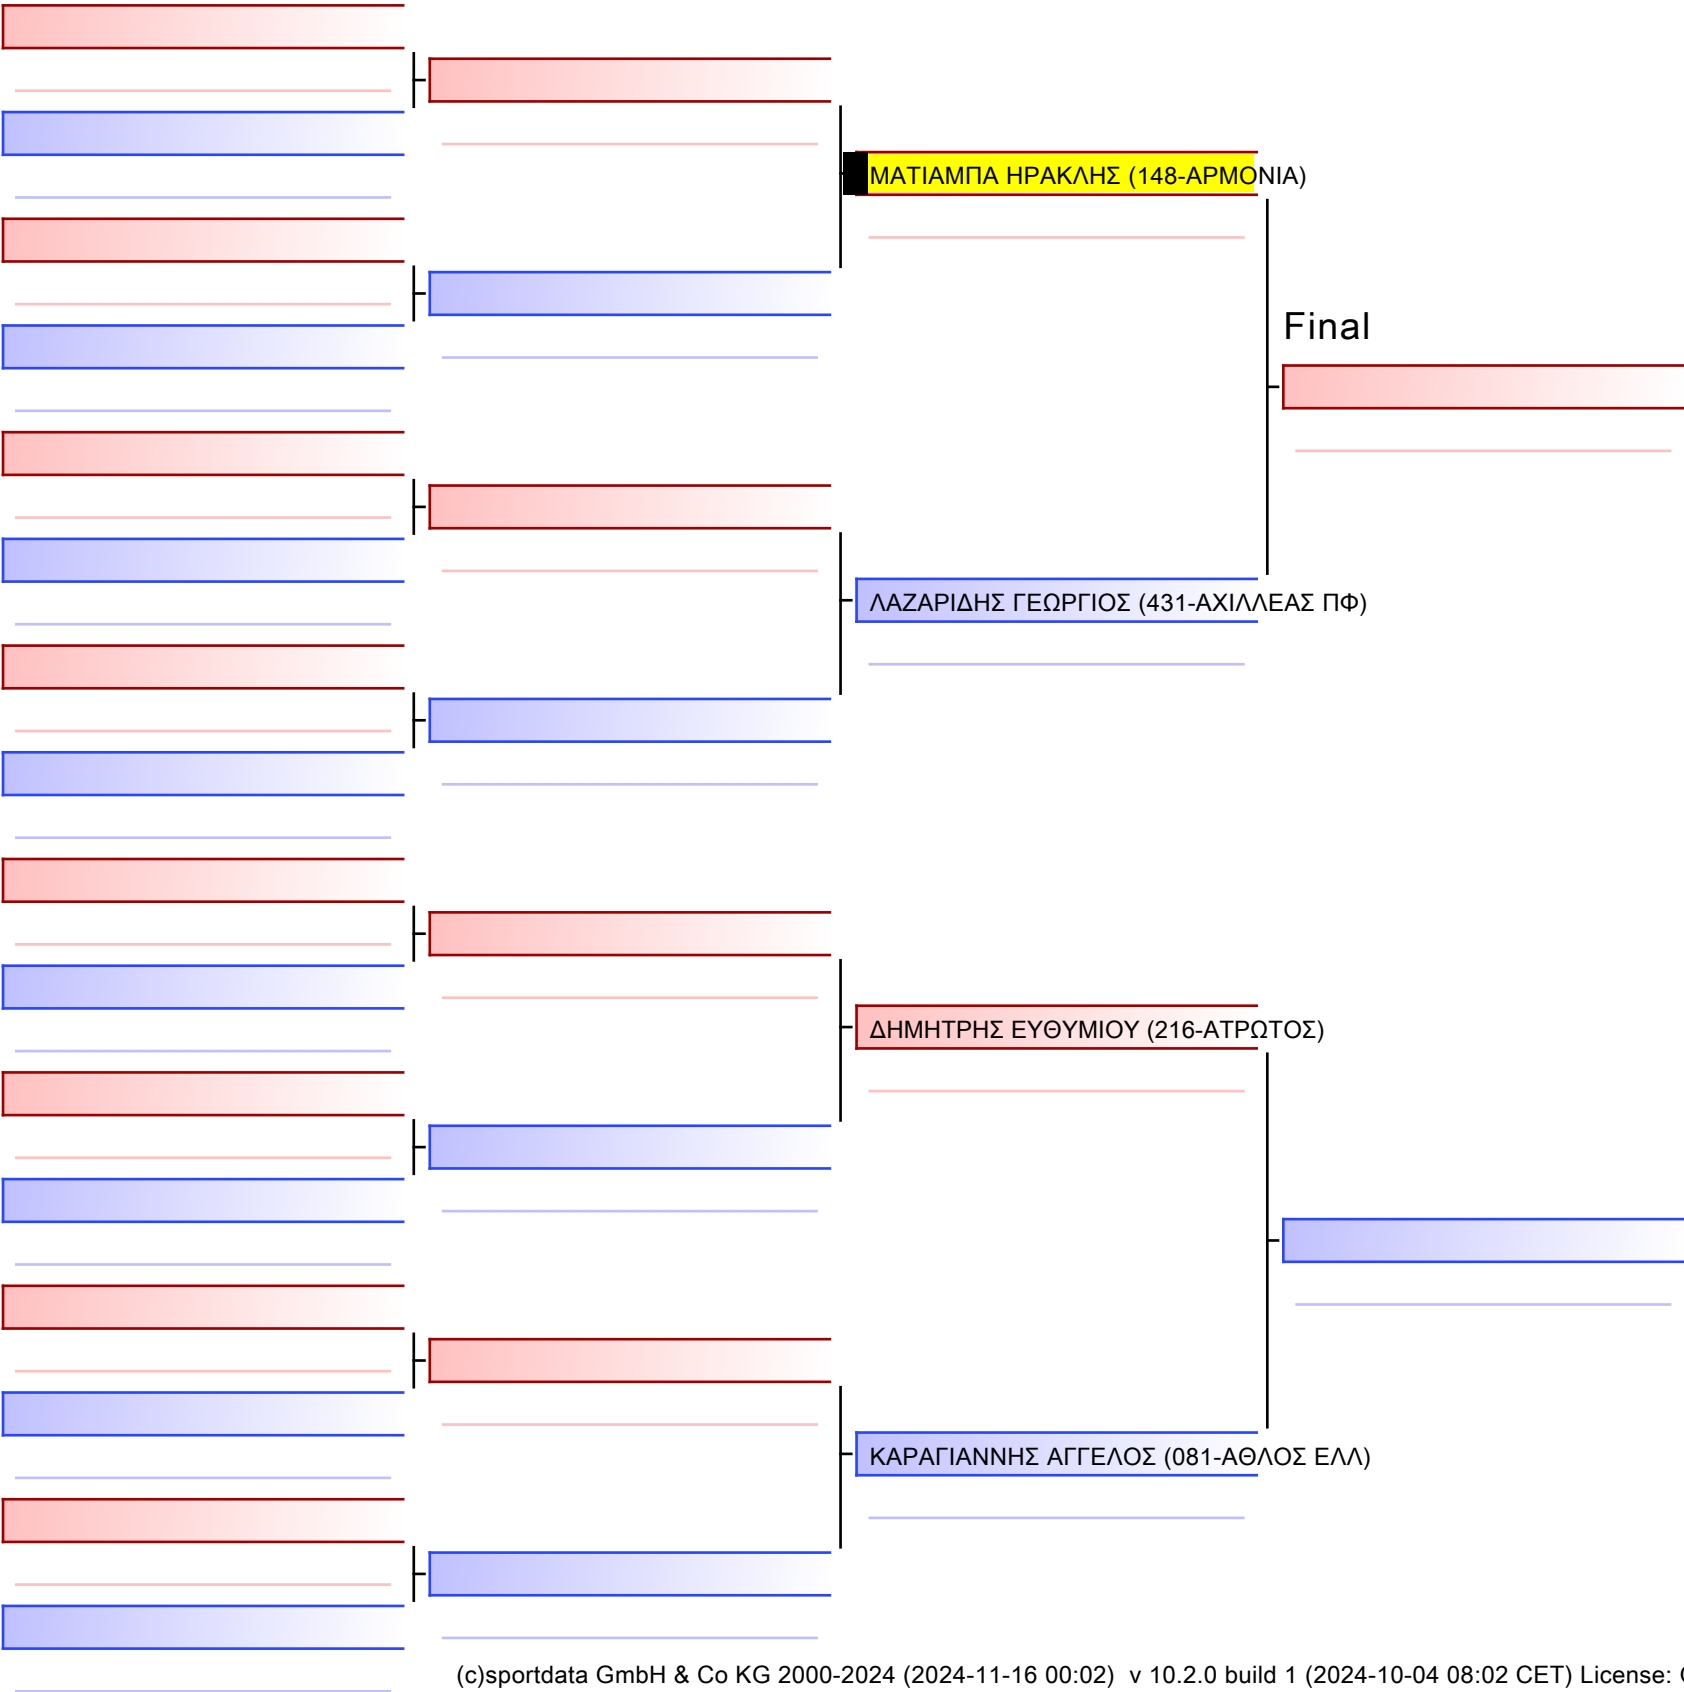 ΜΑΤΙΑΜΠΑ ΗΡΑΚΛΗΣ (148-ΑΡΜΟΝΙΑ)
Final
ΛΑΖΑΡΙΔΗΣ ΓΕΩΡΓΙΟΣ (431-ΑΧΙΛΛΕΑΣ ΠΦ)
ΔΗΜΗΤΡΗΣ ΕΥΘΥΜΙΟΥ (216-ΑΤΡΩΤΟΣ)
ΚΑΡΑΓΙΑΝΝΗΣ ΑΓΓΕΛΟΣ (081-ΑΘΛΟΣ ΕΛΛ)
(c)sportdata GmbH & Co KG 2000-2024 (2024-11-16 00:02) v 10.2.0 build 1 (2024-10-04 08:02 CET) License: